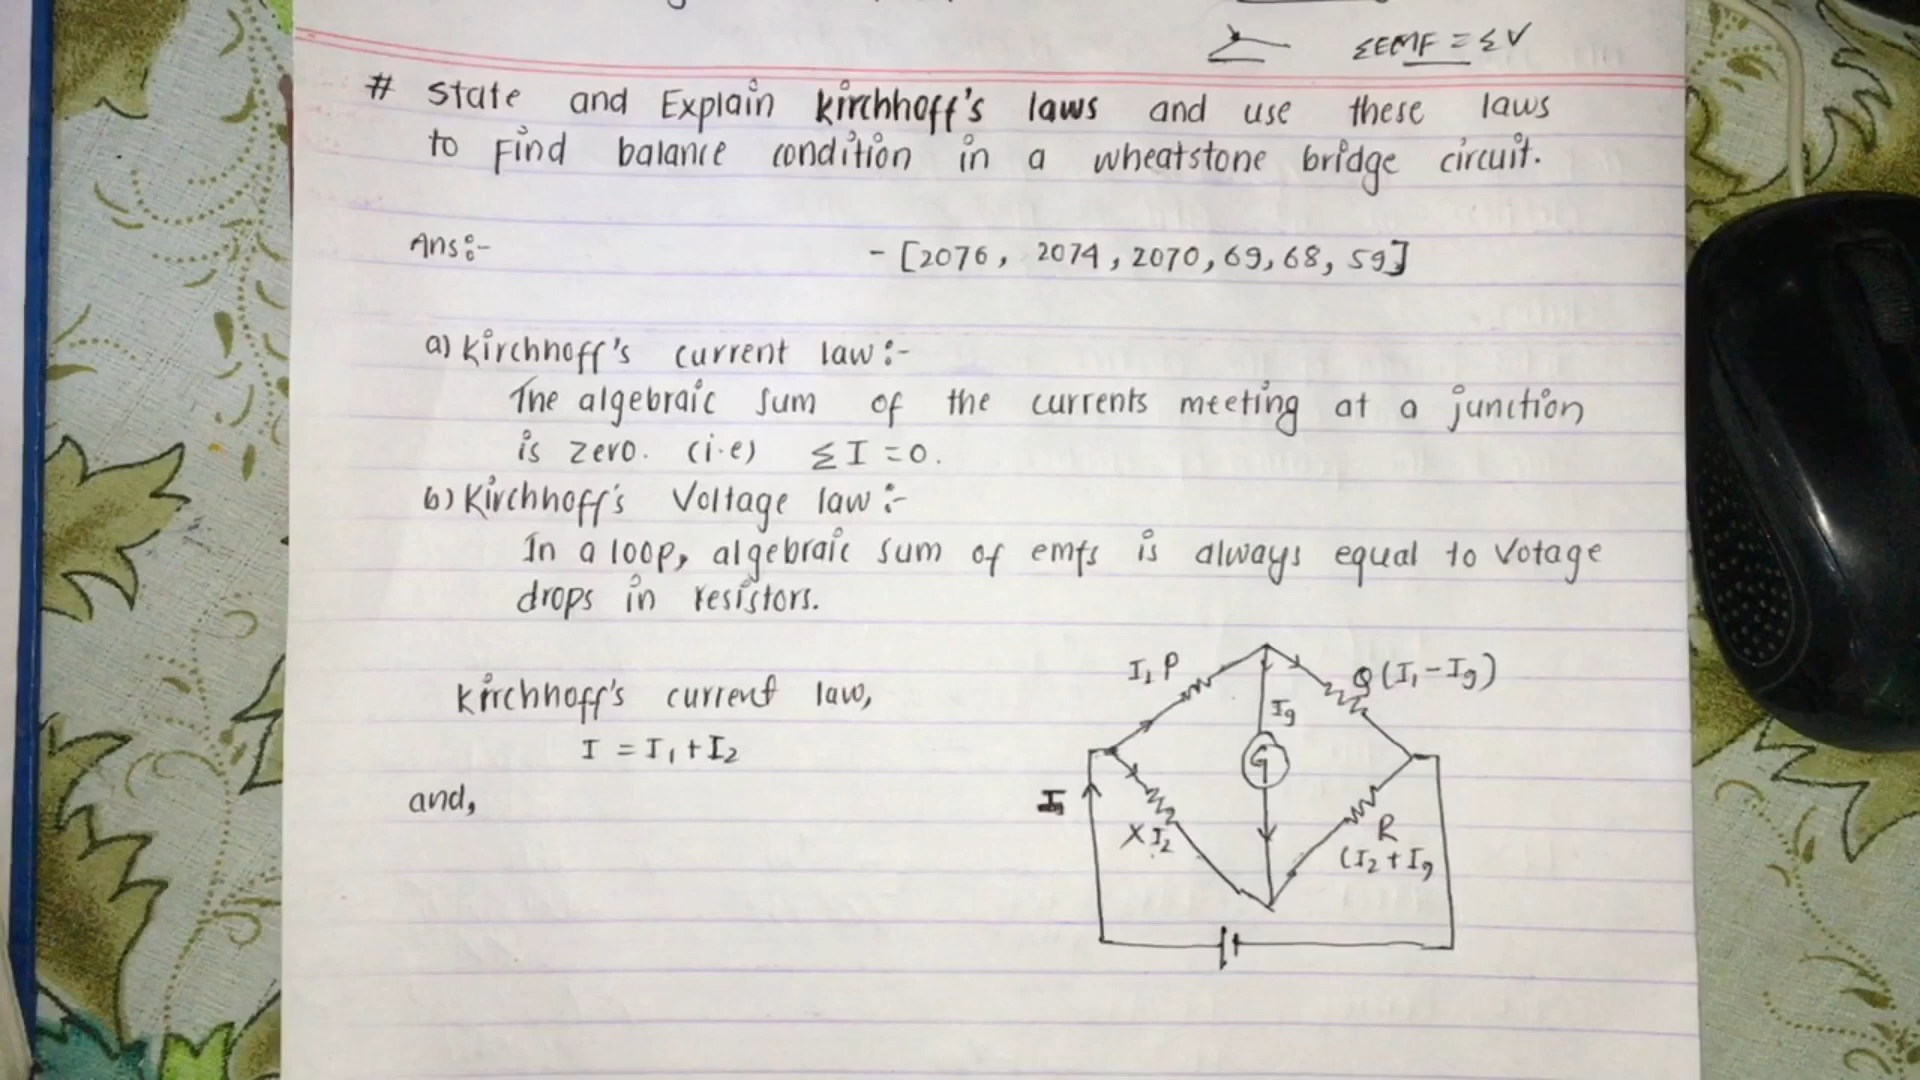 ΣEMF = ΣV
# State and Explain Kirchhoff's laws and use these laws
to Find balance condition in a wheatstone bridge circuit.
Ans:-
- [2076, 2074, 2070, 69, 68, 59]
a) Kirchhoff's current law:-
The algebraic sum of the currents meeting at a junction
is zero. (i.e) ΣI = 0.
b) Kirchhoff's Voltage law:-
In a loop, algebraic sum of emfs is always equal to Votage
drops in resistors.
Kirchhoff's current law,
I = I₁ + I₂
and,
I₁ P
Q (I₁ - Ig)
Ig
G
I
X I₂
R
(I₂ + Ig